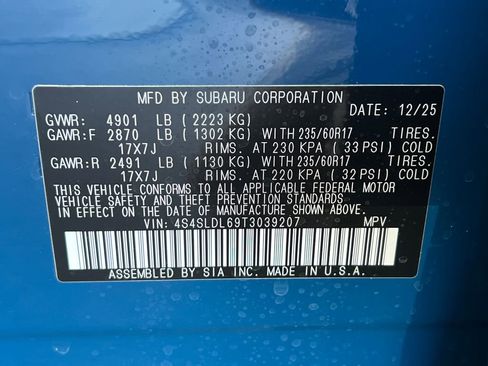 MFD BY SUBARU CORPORATION
GVWR: 4901 LB ( 2223 KG) DATE: 12/25
GAWR:F 2870 LB ( 1302 KG) WITH 235/60R17 TIRES.
17X7J RIMS. AT 230 KPA ( 33 PSI) COLD
GAWR:R 2491 LB ( 1130 KG) WITH 235/60R17 TIRES.
17X7J RIMS. AT 220 KPA ( 32 PSI) COLD
THIS VEHICLE CONFORMS TO ALL APPLICABLE FEDERAL MOTOR
VEHICLE SAFETY AND THEFT PREVENTION STANDARDS
IN EFFECT ON THE DATE OF MANUFACTURE SHOWN ABOVE.
VIN: 4S4SLDL69T3039207 MPV
ASSEMBLED BY SIA INC. MADE IN U.S.A.